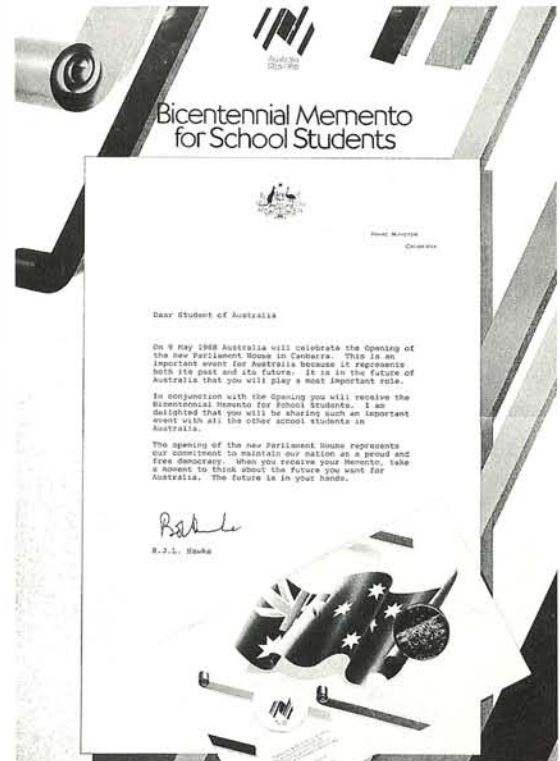 Australia
1788-1988
Bicentennial Memento
for School Students
PRIME MINISTER
CANBERRA
Dear Student of Australia
On 9 May 1988 Australia will celebrate the Opening of
the new Parliament House in Canberra. This is an
important event for Australia because it represents
both its past and its future. It is in the future of
Australia that you will play a most important role.
In conjunction with the Opening you will receive the
Bicentennial Memento for School Students. I am
delighted that you will be sharing such an important
event with all the other school students in
Australia.
The opening of the new Parliament House represents
our commitment to maintain our nation as a proud and
free democracy. When you receive your Memento, take
a moment to think about the future you want for
Australia. The future is in your hands.
R.J.L. Hawke